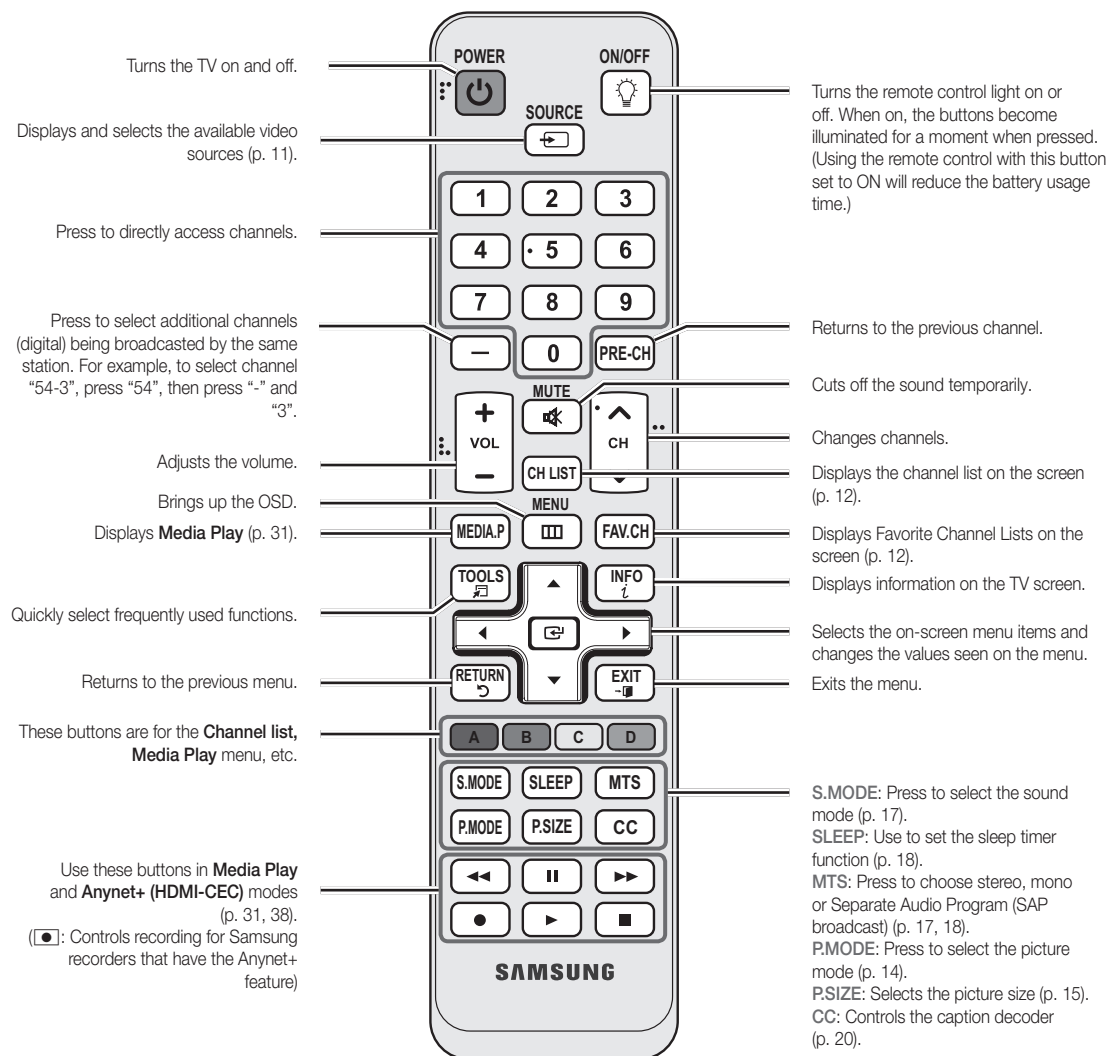 Turns the TV on and off.
Displays and selects the available video
sources (p. 11).
Press to directly access channels.
Press to select additional channels
(digital) being broadcasted by the same
station. For example, to select channel
“54-3”, press “54”, then press “-” and
“3”.
Adjusts the volume.
Brings up the OSD.
Displays Media Play (p. 31).
Quickly select frequently used functions.
Returns to the previous menu.
These buttons are for the Channel list,
Media Play menu, etc.
Use these buttons in Media Play
and Anynet+ (HDMI-CEC) modes
(p. 31, 38).
(●: Controls recording for Samsung
recorders that have the Anynet+
feature)
POWER ON/OFF
SOURCE
1 2 3
4 5 6
7 8 9
— 0 PRE-CH
MUTE
+
VOL CH
—
CH LIST
MENU
MEDIA.P FAV.CH
TOOLS INFO
i
RETURN EXIT
A B C D
S.MODE SLEEP MTS
P.MODE P.SIZE CC
SAMSUNG
Turns the remote control light on or
off. When on, the buttons become
illuminated for a moment when pressed.
(Using the remote control with this button
set to ON will reduce the battery usage
time.)
Returns to the previous channel.
Cuts off the sound temporarily.
Changes channels.
Displays the channel list on the screen
(p. 12).
Displays Favorite Channel Lists on the
screen (p. 12).
Displays information on the TV screen.
Selects the on-screen menu items and
changes the values seen on the menu.
Exits the menu.
S.MODE: Press to select the sound
mode (p. 17).
SLEEP: Use to set the sleep timer
function (p. 18).
MTS: Press to choose stereo, mono
or Separate Audio Program (SAP
broadcast) (p. 17, 18).
P.MODE: Press to select the picture
mode (p. 14).
P.SIZE: Selects the picture size (p. 15).
CC: Controls the caption decoder
(p. 20).